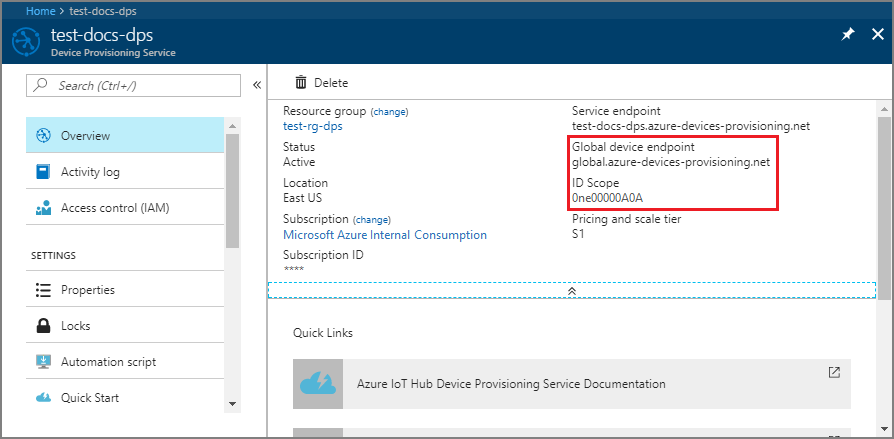 Home > test-docs-dps
test-docs-dps
Device Provisioning Service
Search (Ctrl+/)
Overview
Activity log
Access control (IAM)
SETTINGS
Properties
Locks
Automation script
Quick Start
Delete
Resource group (change)
test-rg-dps
Status
Active
Location
East US
Subscription (change)
Microsoft Azure Internal Consumption
Subscription ID
****
Service endpoint
test-docs-dps.azure-devices-provisioning.net
Global device endpoint
global.azure-devices-provisioning.net
ID Scope
0ne00000A0A
Pricing and scale tier
S1
Quick Links
Azure IoT Hub Device Provisioning Service Documentation